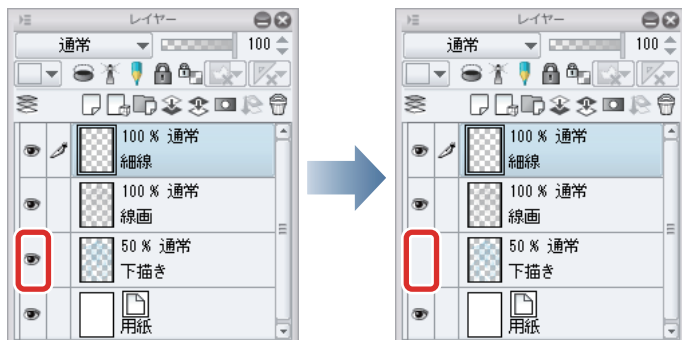 レイヤー
通常 100
100 % 通常
細線
100 % 通常
線画
50 % 通常
下描き
用紙
レイヤー
通常 100
100 % 通常
細線
100 % 通常
線画
50 % 通常
下描き
用紙